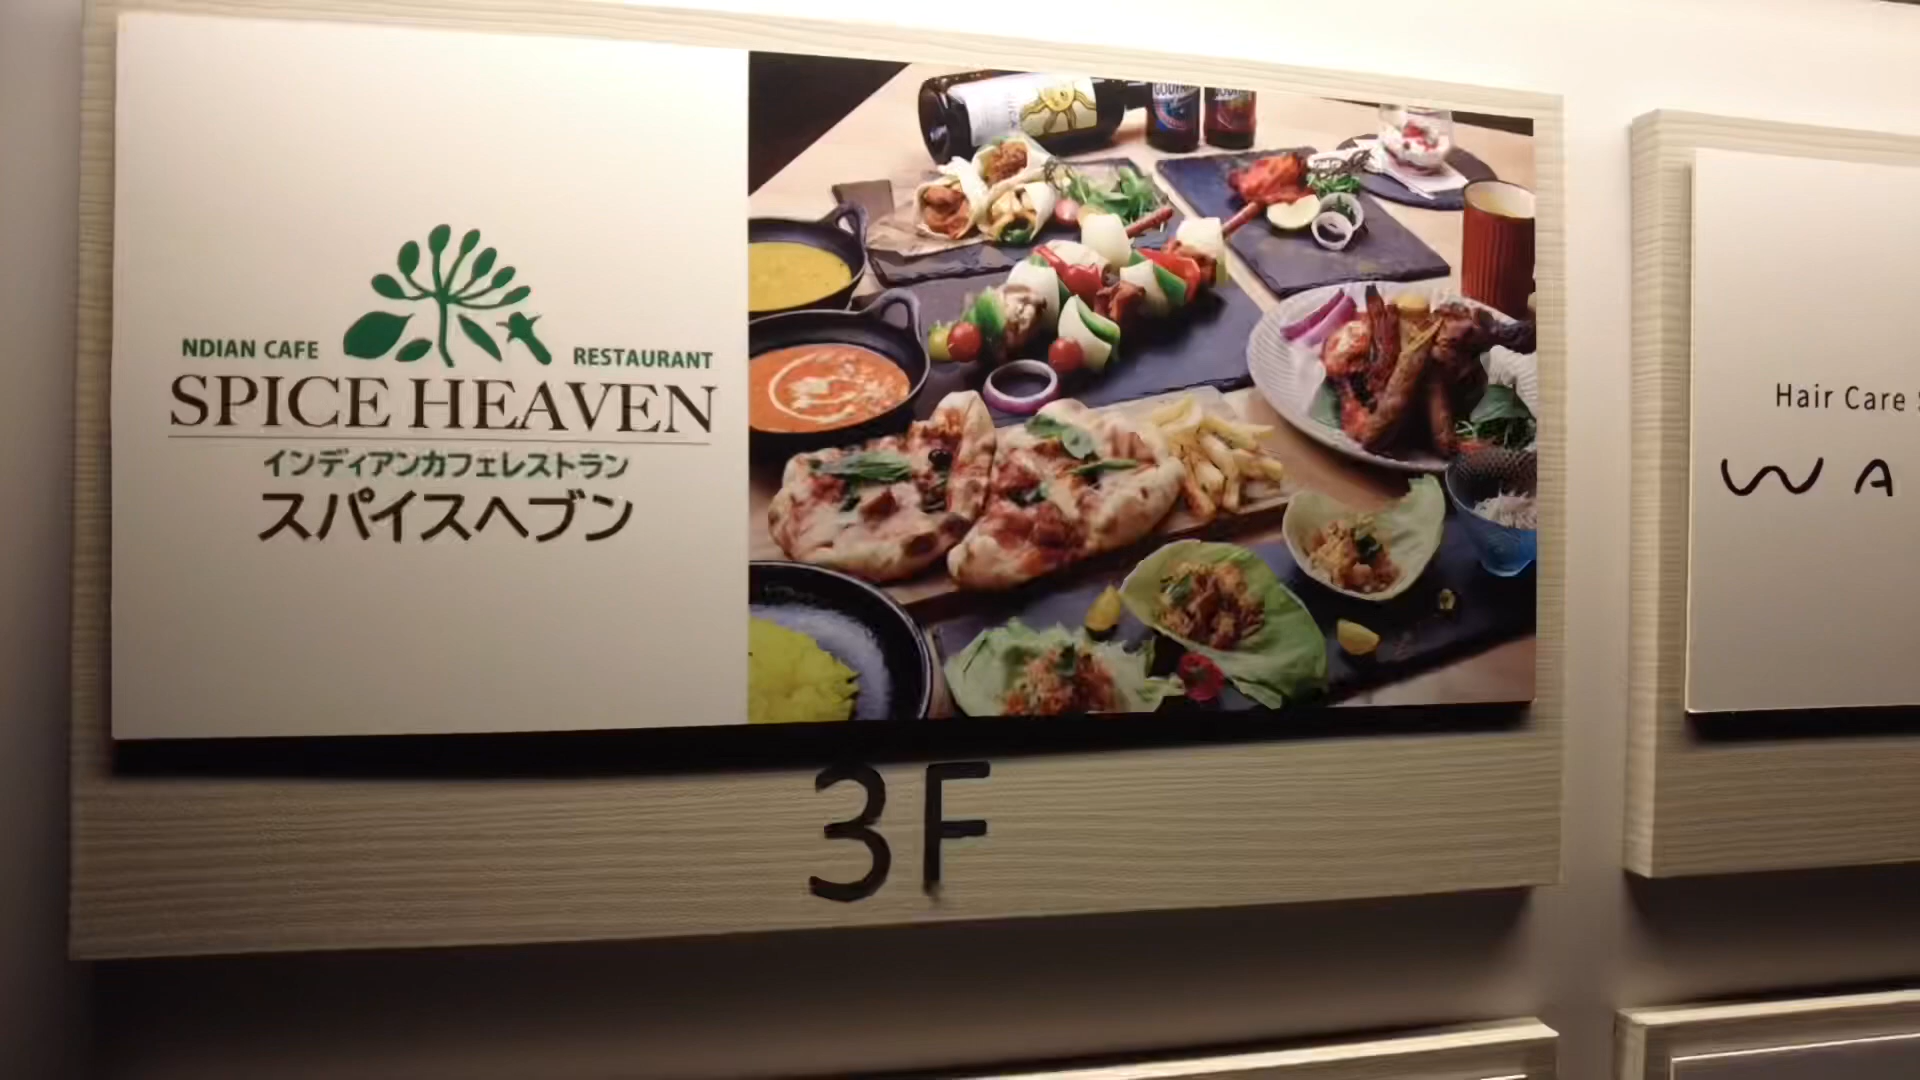 NDIAN CAFE RESTAURANT
SPICE HEAVEN
インディアンカフェレストラン
スパイスヘブン
3F
Hair Care
WA